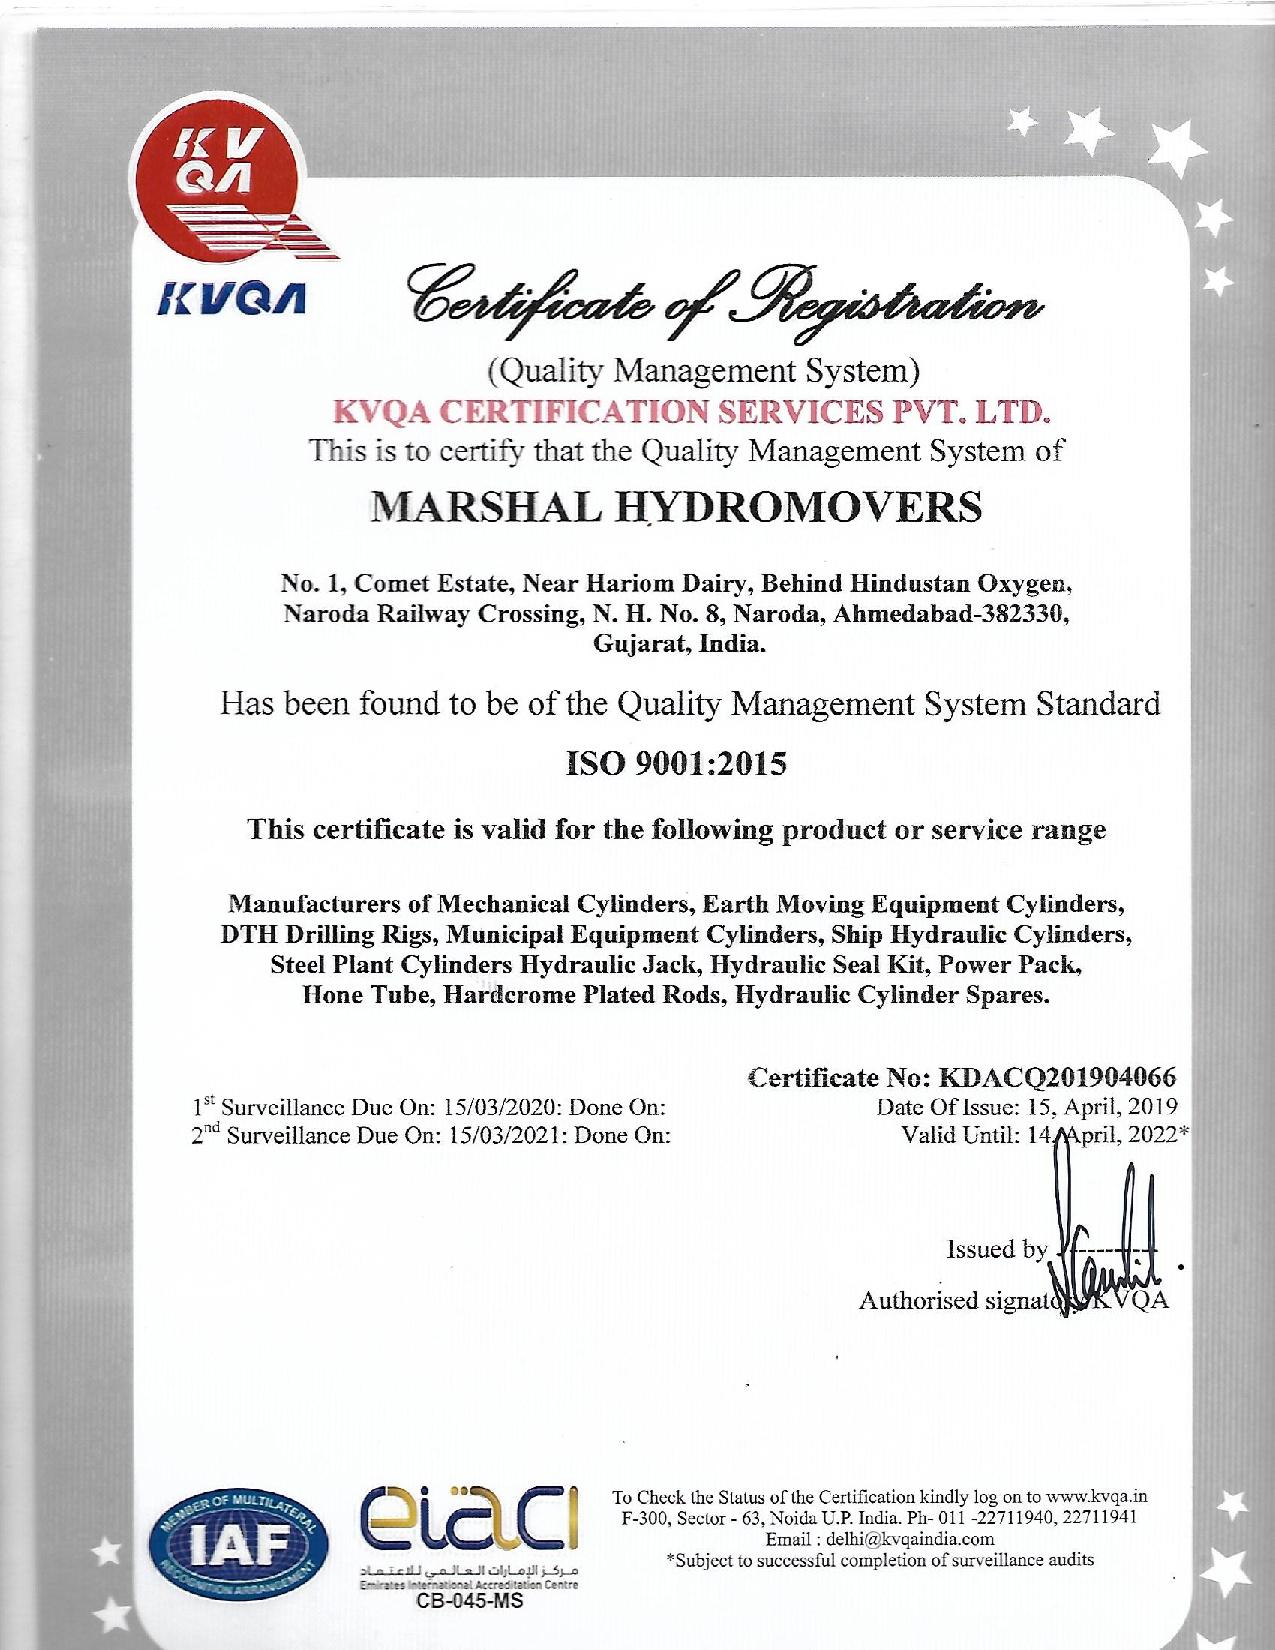 KV
QA
KVQA
Certificate of Registration
(Quality Management System)
KVQA CERTIFICATION SERVICES PVT. LTD.
This is to certify that the Quality Management System of
MARSHAL HYDROMOVERS
No. 1, Comet Estate, Near Hariom Dairy, Behind Hindustan Oxygen,
Naroda Railway Crossing, N. H. No. 8, Naroda, Ahmedabad-382330,
Gujarat, India.
Has been found to be of the Quality Management System Standard
ISO 9001:2015
This certificate is valid for the following product or service range
Manufacturers of Mechanical Cylinders, Earth Moving Equipment Cylinders,
DTH Drilling Rigs, Municipal Equipment Cylinders, Ship Hydraulic Cylinders,
Steel Plant Cylinders Hydraulic Jack, Hydraulic Seal Kit, Power Pack,
Hone Tube, Hardcrome Plated Rods, Hydraulic Cylinder Spares.
Certificate No: KDACQ201904066
1st Surveillance Due On: 15/03/2020: Done On:
Date Of Issue: 15, April, 2019
2nd Surveillance Due On: 15/03/2021: Done On:
Valid Until: 14, April, 2022*
Issued by ----------
Authorised signatory KVQA
MEMBER OF MULTILATERAL
IAF
RECOGNITION ARRANGEMENT
eiaci
مركز الإمارات العالمي للاعتماد
Emirates International Accreditation Centre
CB-045-MS
To Check the Status of the Certification kindly log on to www.kvqa.in
F-300, Sector - 63, Noida U.P. India. Ph- 011 -22711940, 22711941
Email : delhi@kvqaindia.com
*Subject to successful completion of surveillance audits